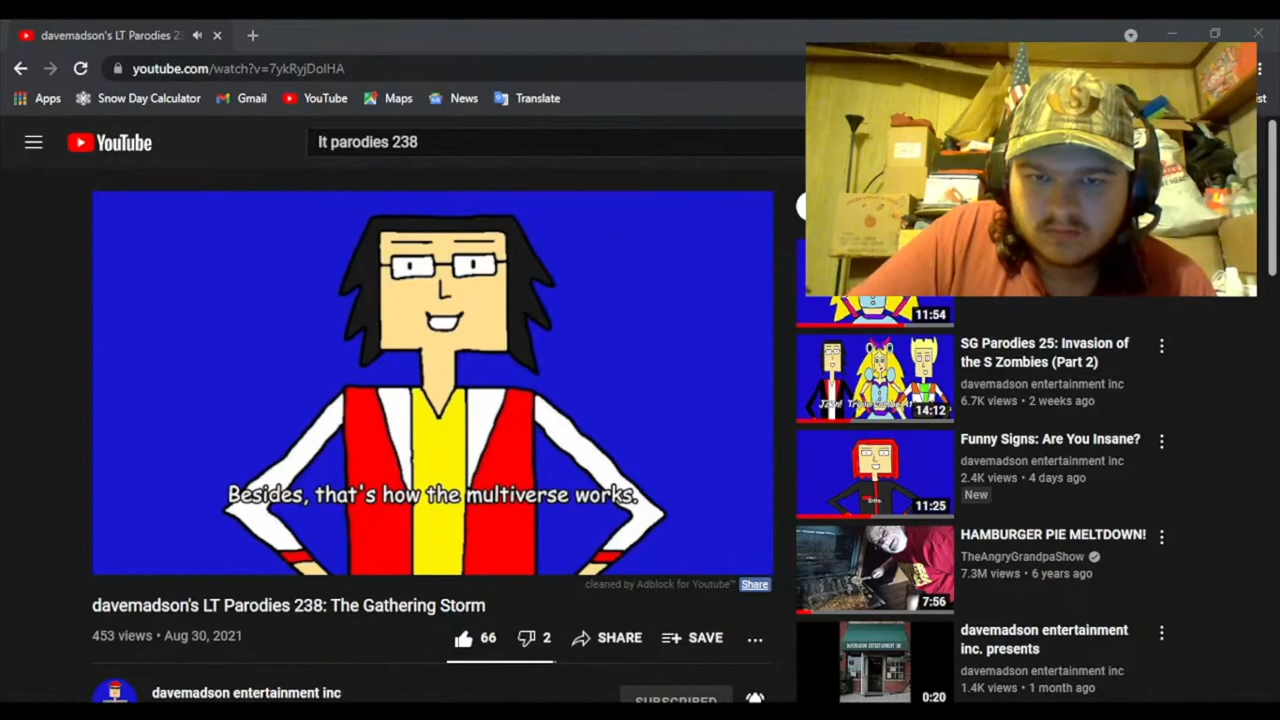 davemadson's LT Parodies 23
youtube.com/watch?v=7ykRyjDoIHA
Apps Snow Day Calculator Gmail YouTube Maps News Translate
YouTube
lt parodies 238
Besides, that's how the multiverse works.
cleaned by Adblock for Youtube™ Share
davemadson's LT Parodies 238: The Gathering Storm
453 views • Aug 30, 2021
66 2 SHARE SAVE
davemadson entertainment inc
SUBSCRIBED
11:54
14:12
SG Parodies 25: Invasion of
the S Zombies (Part 2)
davemadson entertainment inc
6.7K views • 2 weeks ago
11:25
Funny Signs: Are You Insane?
davemadson entertainment inc
2.4K views • 4 days ago
New
7:56
HAMBURGER PIE MELTDOWN!
TheAngryGrandpaShow
7.3M views • 6 years ago
0:20
davemadson entertainment
inc. presents
davemadson entertainment inc
1.4K views • 1 month ago